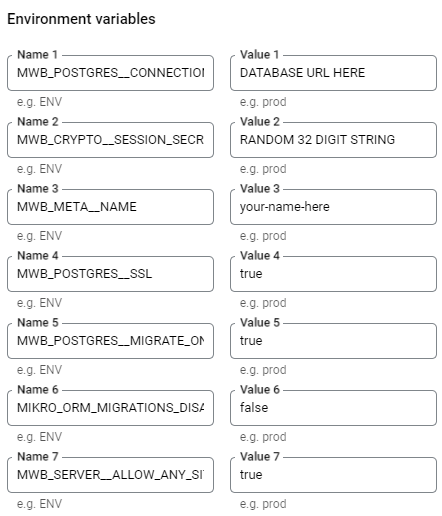 Environment variables
Name 1 Value 1
MWB_POSTGRES__CONNECTION DATABASE URL HERE
e.g. ENV e.g. prod
Name 2 Value 2
MWB_CRYPTO__SESSION_SECR RANDOM 32 DIGIT STRING
e.g. ENV e.g. prod
Name 3 Value 3
MWB_META__NAME your-name-here
e.g. ENV e.g. prod
Name 4 Value 4
MWB_POSTGRES__SSL true
e.g. ENV e.g. prod
Name 5 Value 5
MWB_POSTGRES__MIGRATE_ON true
e.g. ENV e.g. prod
Name 6 Value 6
MIKRO_ORM_MIGRATIONS_DISA false
e.g. ENV e.g. prod
Name 7 Value 7
MWB_SERVER__ALLOW_ANY_SI true
e.g. ENV e.g. prod